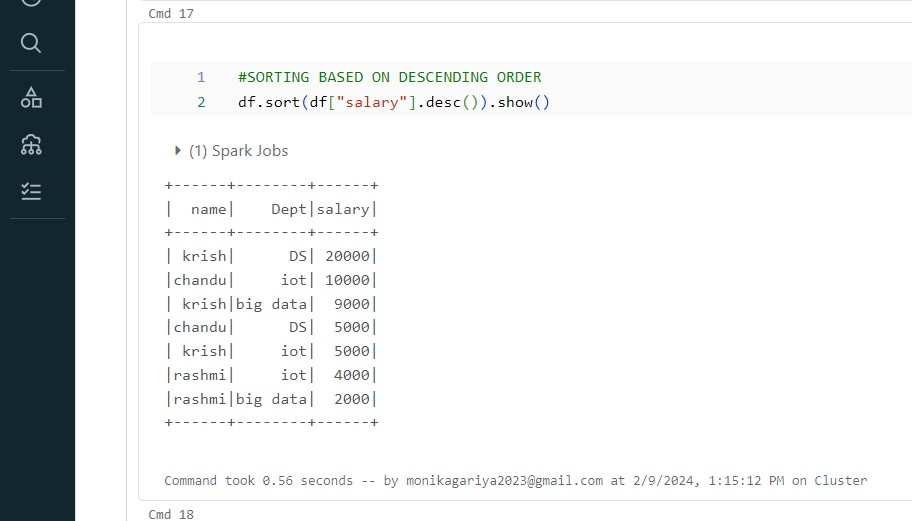 Cmd 17
1 #SORTING BASED ON DESCENDING ORDER
2 df.sort(df["salary"].desc()).show()
(1) Spark Jobs
+------+--------+------+
|  name|    Dept|salary|
+------+--------+------+
| krish|      DS| 20000|
|chandu|     iot| 10000|
| krish|big data|  9000|
|chandu|      DS|  5000|
| krish|     iot|  5000|
|rashmi|     iot|  4000|
|rashmi|big data|  2000|
+------+--------+------+
Command took 0.56 seconds -- by monikagariya2023@gmail.com at 2/9/2024, 1:15:12 PM on Cluster
Cmd 18